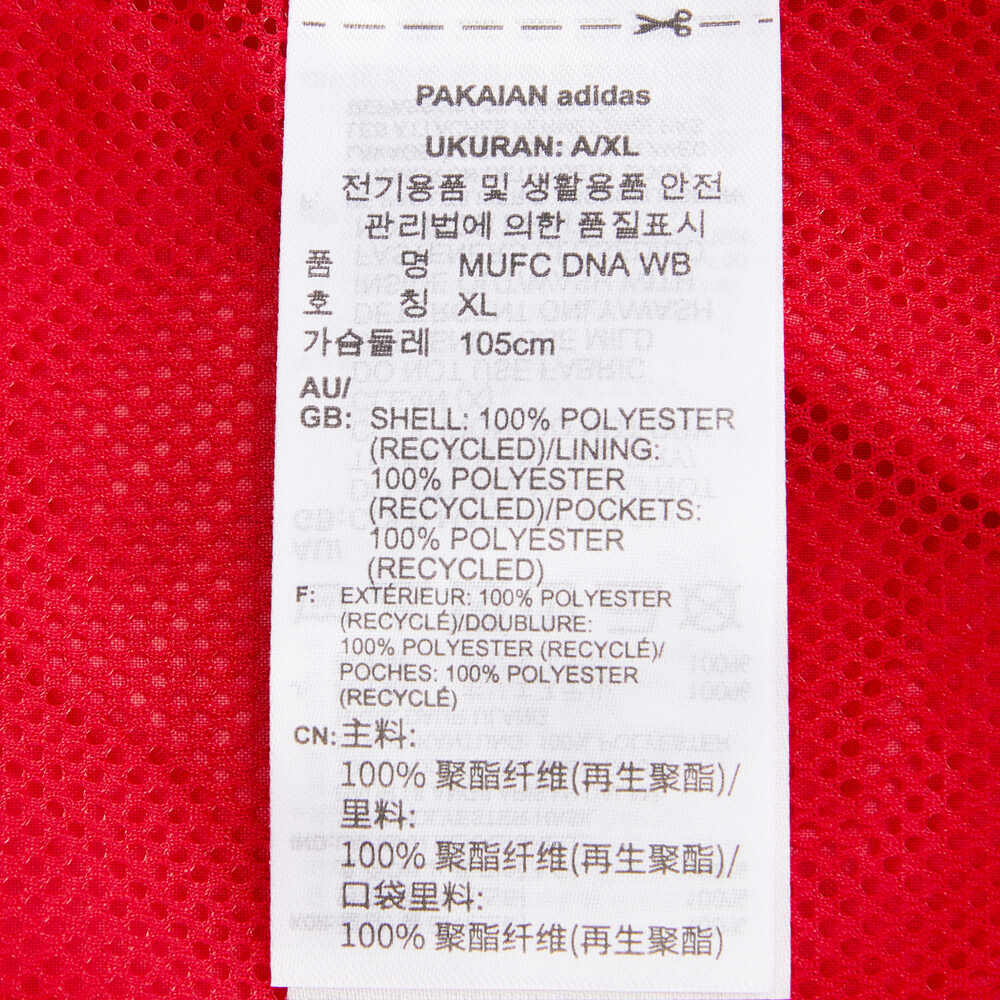 PAKAIAN adidas
UKURAN: A/XL
전기용품 및 생활용품 안전
관리법에 의한 품질표시
품 명 MUFC DNA WB
호 칭 XL
가슴둘레 105cm
AU/
GB: SHELL: 100% POLYESTER
(RECYCLED)/LINING:
100% POLYESTER
(RECYCLED)/POCKETS:
100% POLYESTER
(RECYCLED)
F: EXTÉRIEUR: 100% POLYESTER
(RECYCLÉ)/DOUBLURE:
100% POLYESTER (RECYCLÉ)/
POCHES: 100% POLYESTER
(RECYCLÉ)
CN: 主料:
100% 聚酯纤维(再生聚酯)/
里料:
100% 聚酯纤维(再生聚酯)/
口袋里料:
100% 聚酯纤维(再生聚酯)